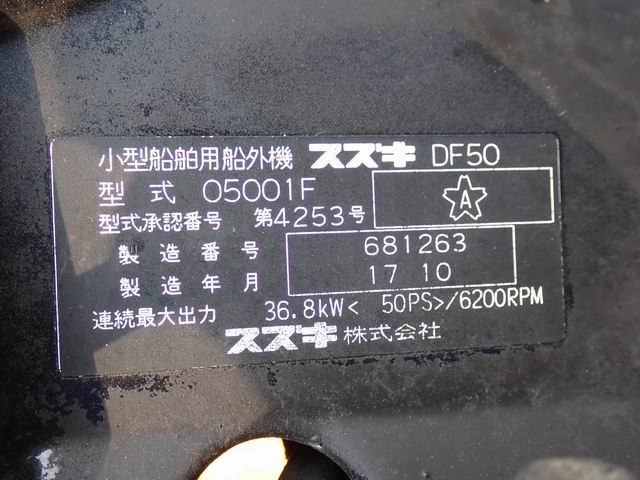 小型船舶用船外機 スズキ DF50
型式 05001F
A
型式承認番号 第4253号
製造番号 681263
製造年月 17 10
連続最大出力 36.8kW< 50PS>/6200RPM
スズキ株式会社